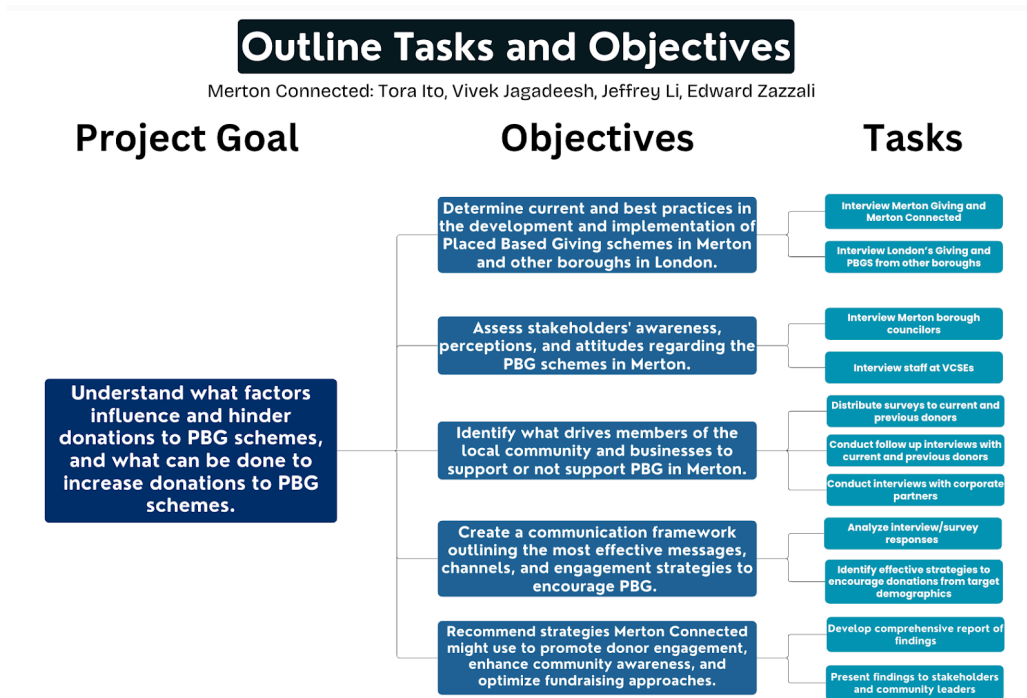 Outline Tasks and Objectives
Merton Connected: Tora Ito, Vivek Jagadeesh, Jeffrey Li, Edward Zazzali
Project Goal
Objectives
Tasks
Understand what factors
influence and hinder
donations to PBG schemes,
and what can be done to
increase donations to PBG
schemes.
Determine current and best practices in
the development and implementation of
Placed Based Giving schemes in Merton
and other boroughs in London.
Interview Merton Giving and
Merton Connected
Interview London's Giving and
PBGS from other boroughs
Assess stakeholders' awareness,
perceptions, and attitudes regarding the
PBG schemes in Merton.
Interview Merton borough
councilors
Interview staff at VCSEs
Identify what drives members of the
local community and businesses to
support or not support PBG in Merton.
Distribute surveys to current and
previous donors
Conduct follow up interviews with
current and previous donors
Conduct interviews with corporate
partners
Create a communication framework
outlining the most effective messages,
channels, and engagement strategies to
encourage PBG.
Analyze interview/survey
responses
Identify effective strategies to
encourage donations from target
demographics
Recommend strategies Merton Connected
might use to promote donor engagement,
enhance community awareness, and
optimize fundraising approaches.
Develop comprehensive report of
findings
Present findings to stakeholders
and community leaders